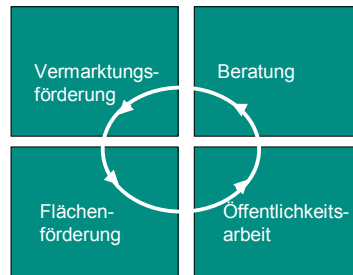 Vermarktungs-
förderung
Beratung
Flächen-
förderung
Öffentlichkeits-
arbeit